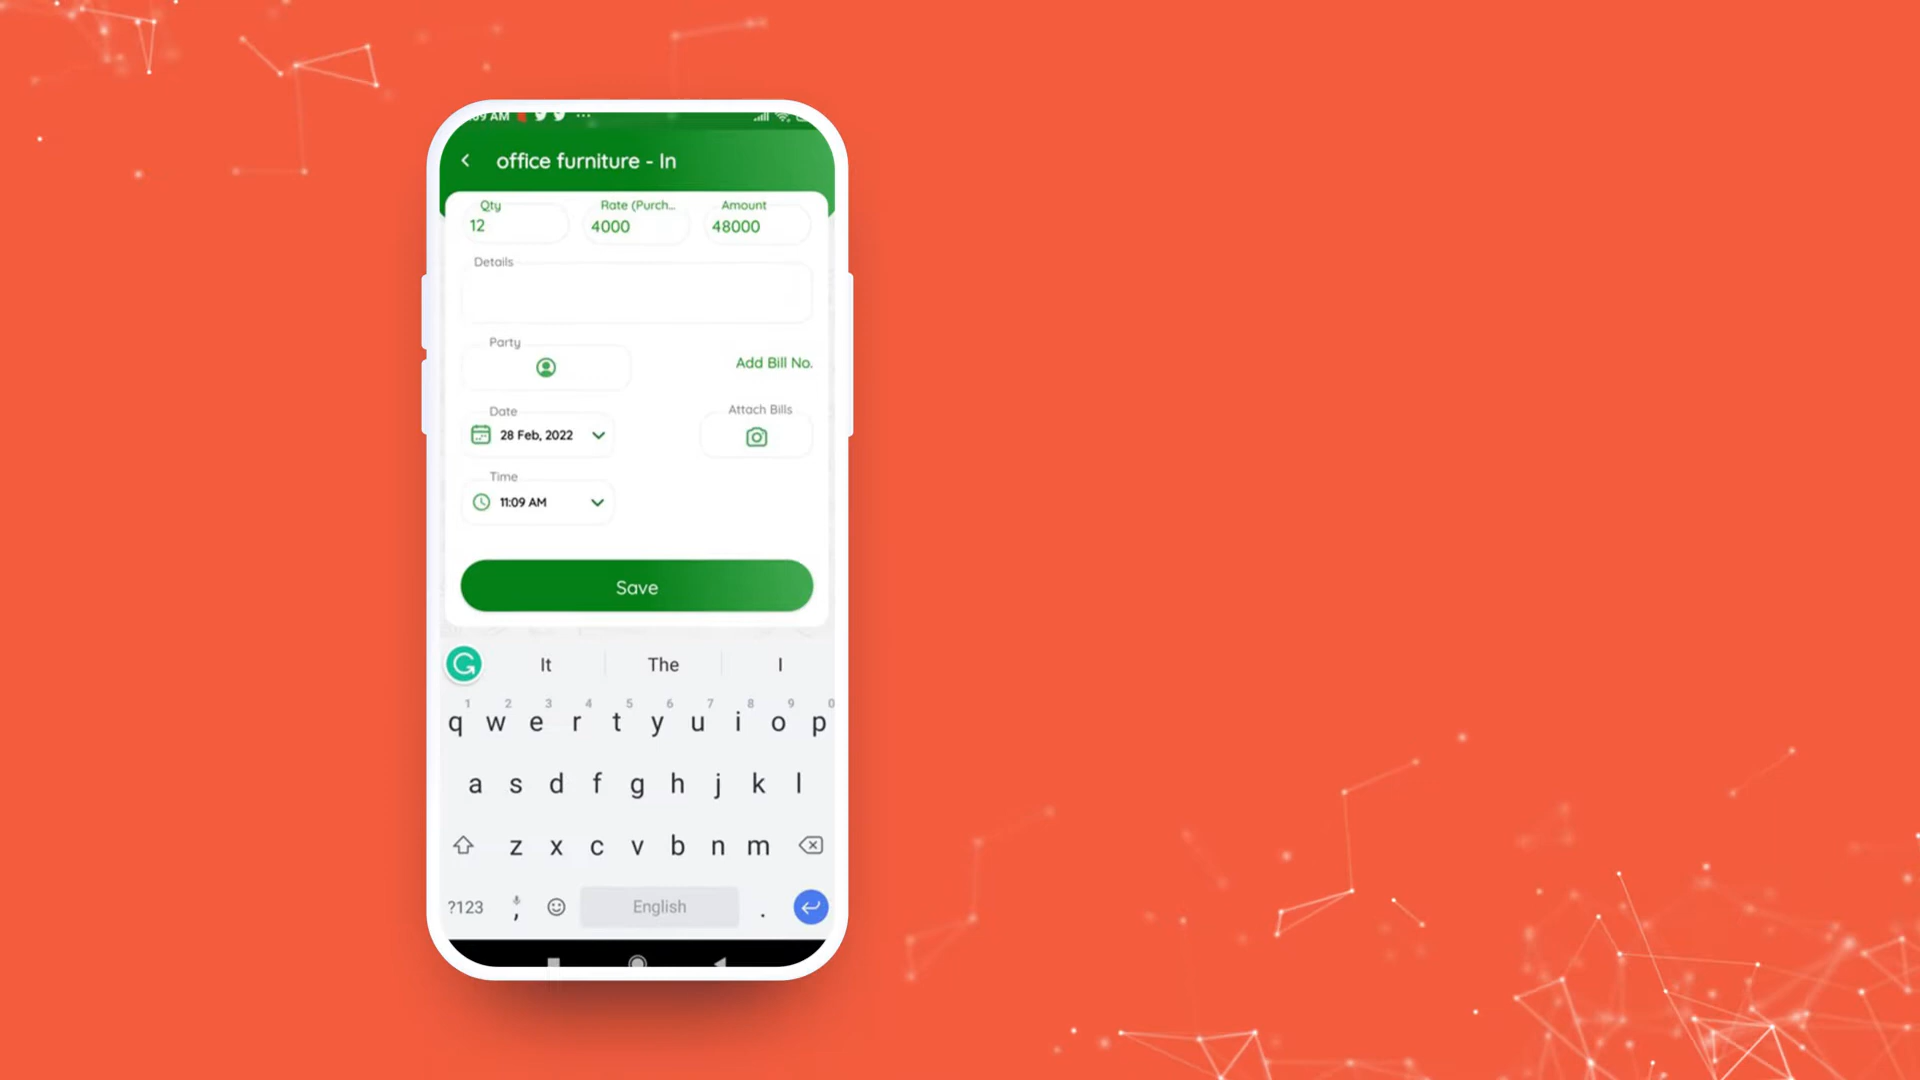 :09 AM
office furniture - In
Qty
Rate (Purch...
Amount
12
4000
48000
Details
Party
Add Bill No.
Date
Attach Bills
28 Feb, 2022
Time
11:09 AM
Save
It The I
1 2 3 4 5 6 7 8 9 0
q w e r t y u i o p
a s d f g h j k l
z x c v b n m
?123 , English .